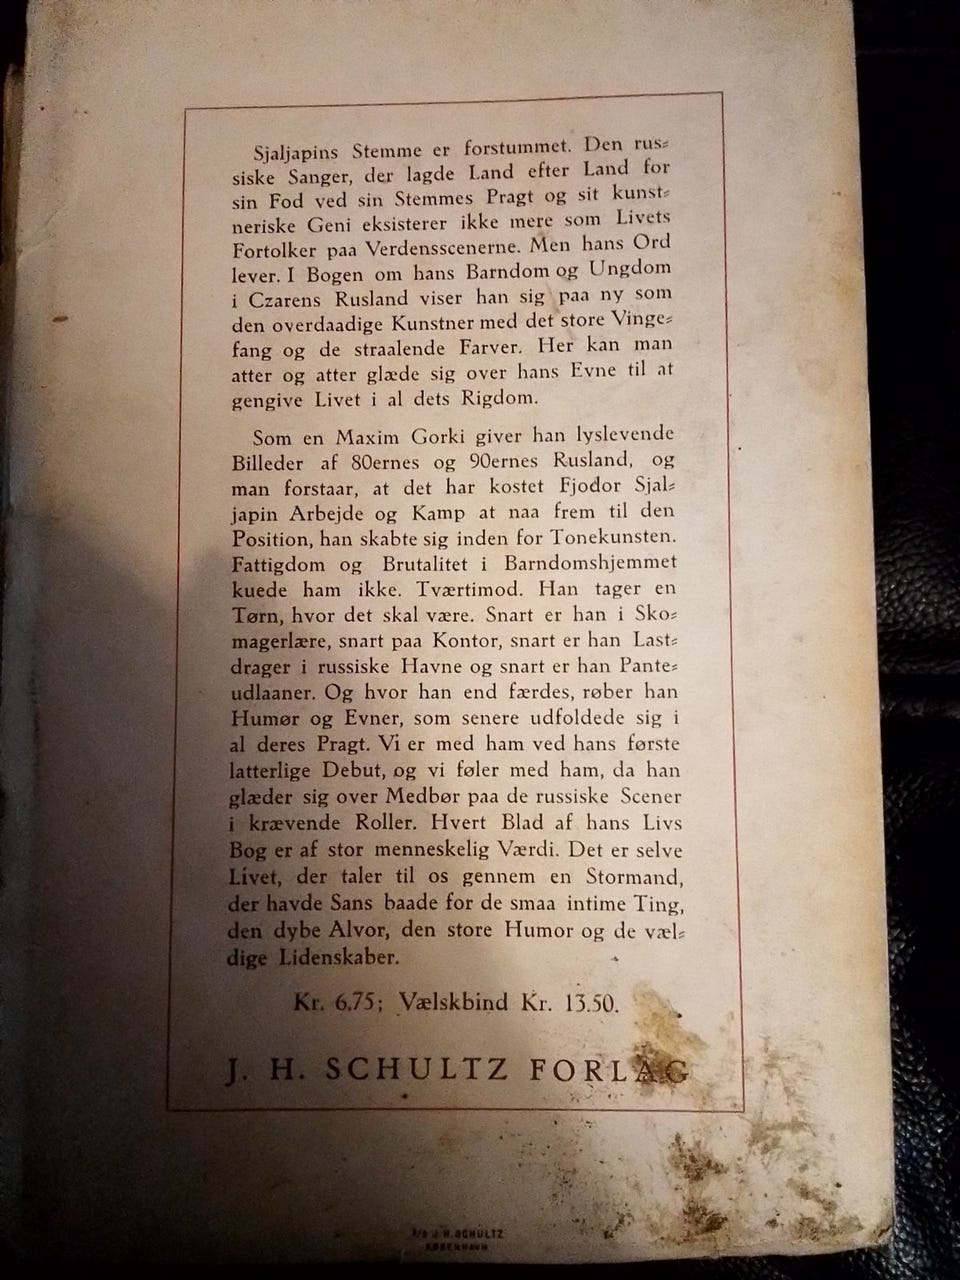 Sjaljapins Stemme er forstummet. Den rus=
siske Sanger, der lagde Land efter Land for
sin Fod ved sin Stemmes Pragt og sit kunst=
neriske Geni eksisterer ikke mere som Livets
Fortolker paa Verdensscenerne. Men hans Ord
lever. I Bogen om hans Barndom og Ungdom
i Czarens Rusland viser han sig paa ny som
den overdaadige Kunstner med det store Vinge=
fang og de straalende Farver. Her kan man
atter og atter glæde sig over hans Evne til at
gengive Livet i al dets Rigdom.
Som en Maxim Gorki giver han lyslevende
Billeder af 80ernes og 90ernes Rusland, og
man forstaar, at det har kostet Fjodor Sjal=
japin Arbejde og Kamp at naa frem til den
Position, han skabte sig inden for Tonekunsten.
Fattigdom og Brutalitet i Barndomshjemmet
kuede ham ikke. Tværtimod. Han tager en
Tørn, hvor det skal være. Snart er han i Sko=
magerlære, snart paa Kontor, snart er han Last=
drager i russiske Havne og snart er han Pante=
udlaaner. Og hvor han end færdes, røber han
Humør og Evner, som senere udfoldede sig i
al deres Pragt. Vi er med ham ved hans første
latterlige Debut, og vi føler med ham, da han
glæder sig over Medbør paa de russiske Scener
i krævende Roller. Hvert Blad af hans Livs
Bog er af stor menneskelig Værdi. Det er selve
Livet, der taler til os gennem en Stormand,
der havde Sans baade for de smaa intime Ting,
den dybe Alvor, den store Humor og de væl=
dige Lidenskaber.
Kr. 6.75; Vælskbind Kr. 13.50.
J. H. SCHULTZ FORLAG
A/S J.H. SCHULTZ
KØBENHAVN